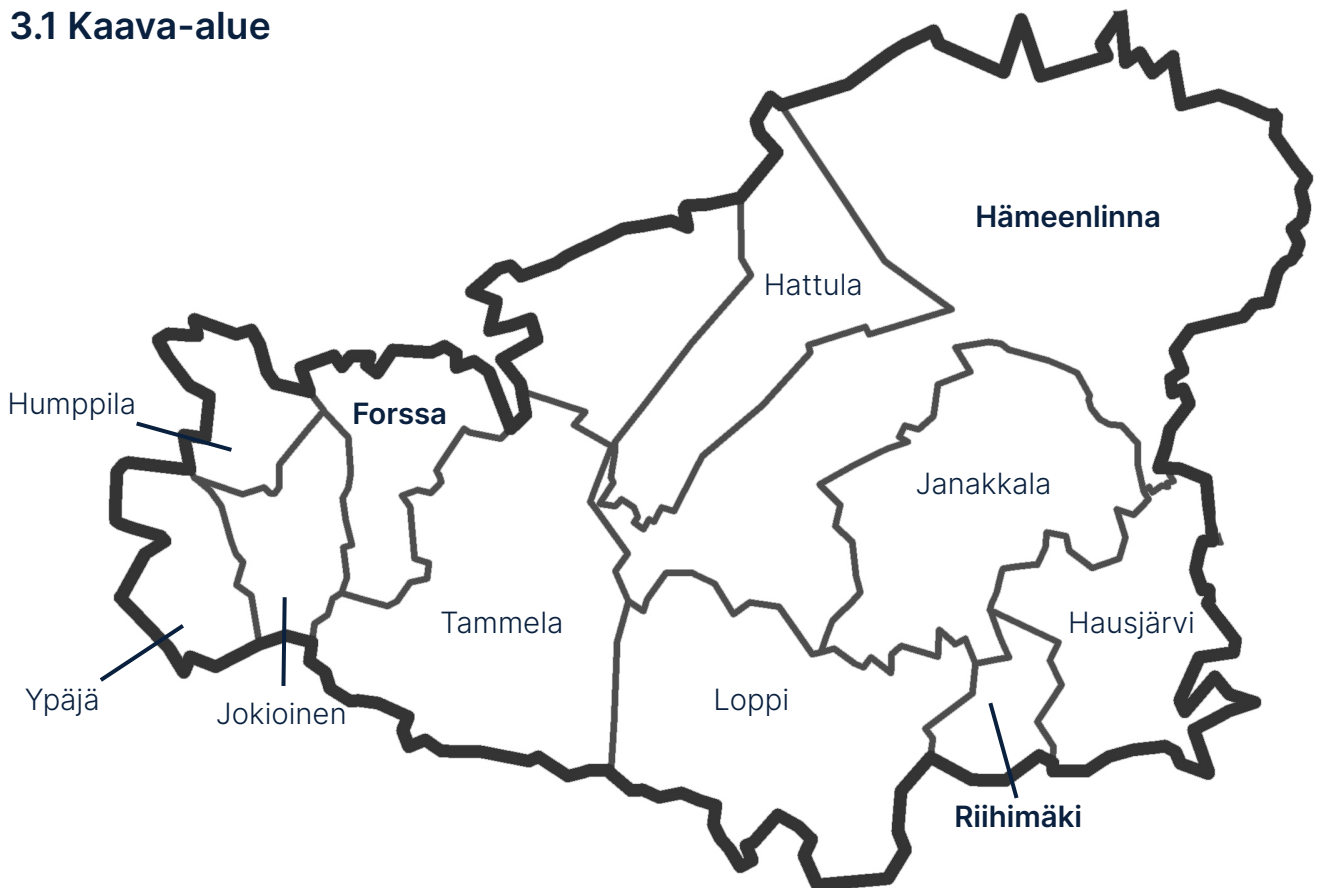 3.1 Kaava-alue
Hämeenlinna
Hattula
Humppila
Forssa
Janakkala
Tammela
Hausjärvi
Ypäjä
Jokioinen
Loppi
Riihimäki